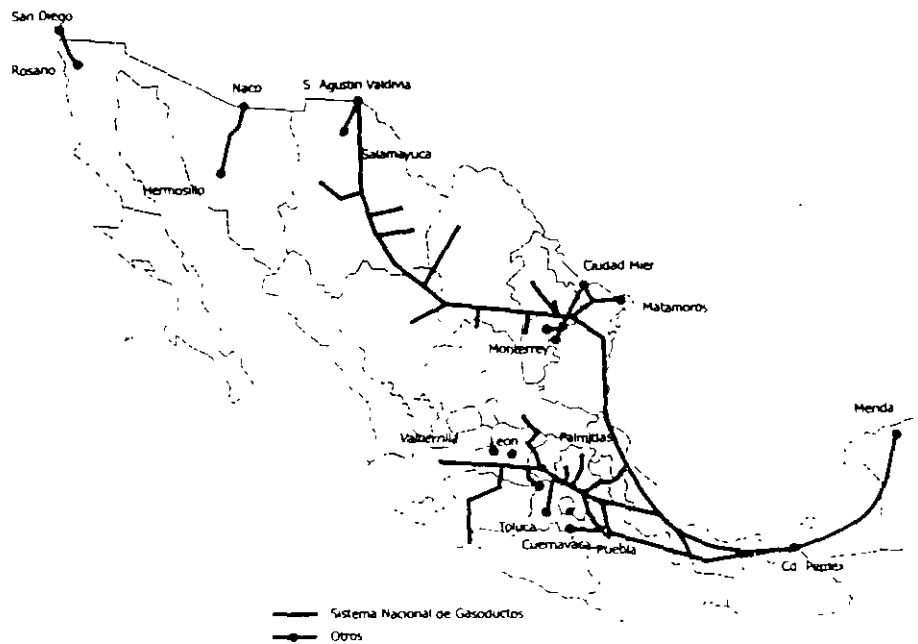 San Diego
Rosario
Naco
S Agustin Valdivia
Salamayuca
Hermosillo
Ciudad Mier
Matamoros
Monterrey
Merida
Valtierrilla
Leon
Palmillas
Toluca
Cuernavaca
Puebla
Cd Pemex
Sistema Nacional de Gasoductos
Otros